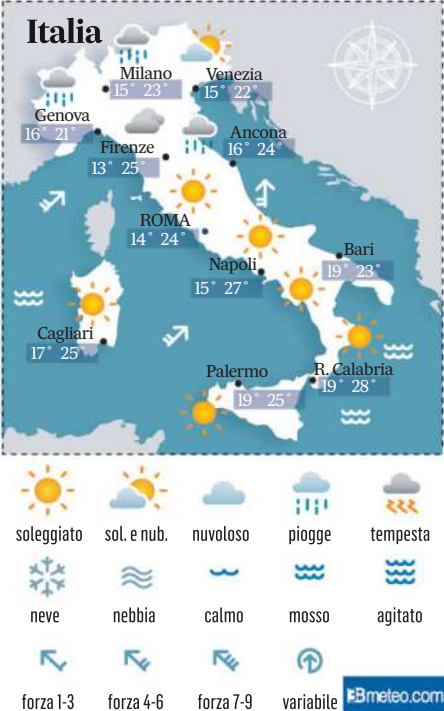 Italia
Milano
15° 23°
Venezia
15° 22°
Genova
16° 21°
Firenze
13° 25°
Ancona
16° 24°
ROMA
14° 24°
Bari
19° 23°
Napoli
15° 27°
Cagliari
17° 25°
Palermo
19° 25°
R. Calabria
19° 28°
soleggiato sol. e nub. nuvoloso piogge tempesta
neve nebbia calmo mosso agitato
forza 1-3 forza 4-6 forza 7-9 variabile
3Bmeteo.com